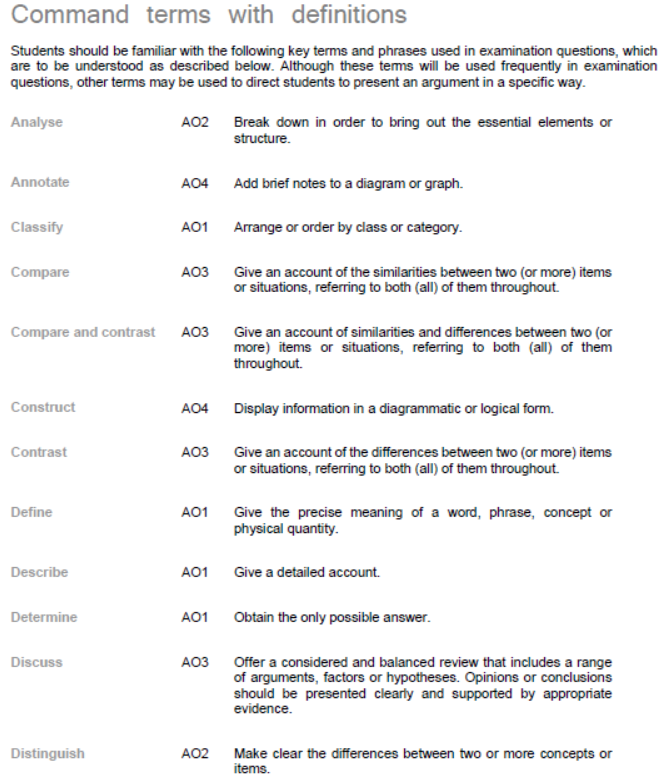 Command terms with definitions
Students should be familiar with the following key terms and phrases used in examination questions, which
are to be understood as described below. Although these terms will be used frequently in examination
questions, other terms may be used to direct students to present an argument in a specific way.
Analyse AO2 Break down in order to bring out the essential elements or
structure.
Annotate AO4 Add brief notes to a diagram or graph.
Classify AO1 Arrange or order by class or category.
Compare AO3 Give an account of the similarities between two (or more) items
or situations, referring to both (all) of them throughout.
Compare and contrast AO3 Give an account of similarities and differences between two (or
more) items or situations, referring to both (all) of them
throughout.
Construct AO4 Display information in a diagrammatic or logical form.
Contrast AO3 Give an account of the differences between two (or more) items
or situations, referring to both (all) of them throughout.
Define AO1 Give the precise meaning of a word, phrase, concept or
physical quantity.
Describe AO1 Give a detailed account.
Determine AO1 Obtain the only possible answer.
Discuss AO3 Offer a considered and balanced review that includes a range
of arguments, factors or hypotheses. Opinions or conclusions
should be presented clearly and supported by appropriate
evidence.
Distinguish AO2 Make clear the differences between two or more concepts or
items.